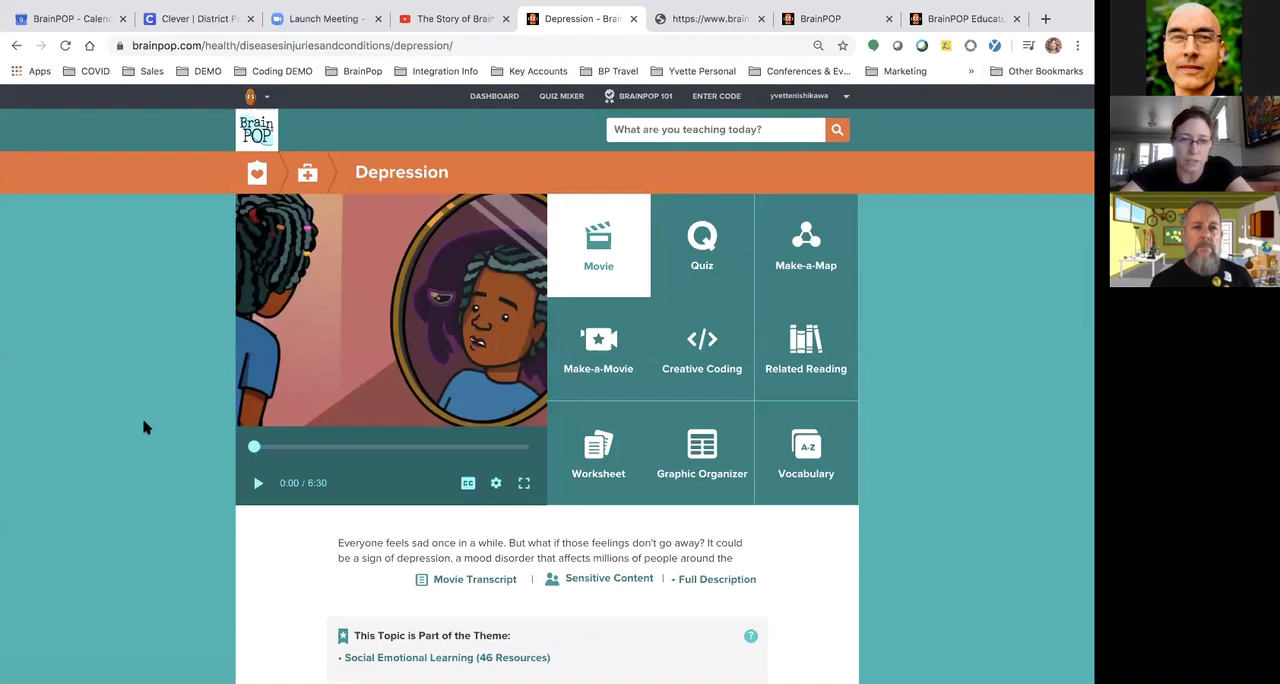 BrainPOP - Calend
Clever | District P
Launch Meeting -
The Story of Brain
Depression - Brai
https://www.brain
BrainPOP
BrainPOP Educato
brainpop.com/health/diseasesinjuriesandconditions/depression/
Apps COVID Sales DEMO Coding DEMO BrainPop Integration Info Key Accounts BP Travel Yvette Personal Conferences & Ev... Marketing » Other Bookmarks
DASHBOARD QUIZ MIXER BRAINPOP 101 ENTER CODE yvettenishikawa
Brain
POP
What are you teaching today?
Depression
Movie
Quiz
Make-a-Map
Make-a-Movie
Creative Coding
Related Reading
A-Z
Worksheet
Graphic Organizer
Vocabulary
0:00 / 6:30
CC
Everyone feels sad once in a while. But what if those feelings don't go away? It could
be a sign of depression, a mood disorder that affects millions of people around the
Movie Transcript | Sensitive Content | - Full Description
This Topic is Part of the Theme: ?
• Social Emotional Learning (46 Resources)